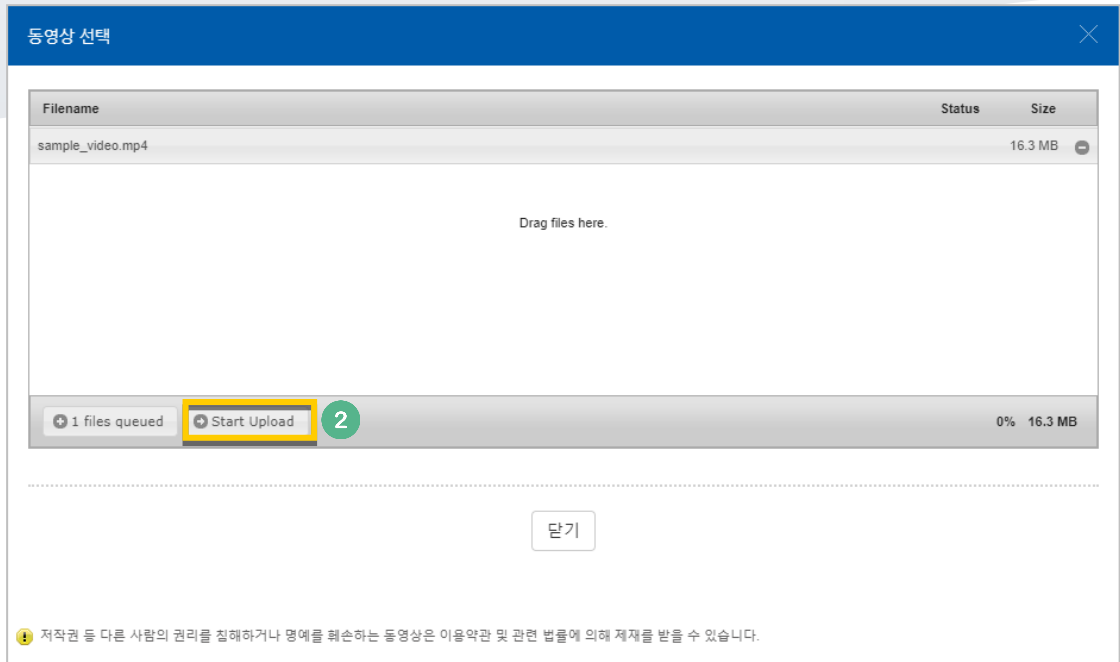 동영상 선택
Filename Status Size
sample_video.mp4 16.3 MB
Drag files here.
1 files queued Start Upload 2 0% 16.3 MB
닫기
저작권 등 다른 사람의 권리를 침해하거나 명예를 훼손하는 동영상은 이용약관 및 관련 법률에 의해 제재를 받을 수 있습니다.